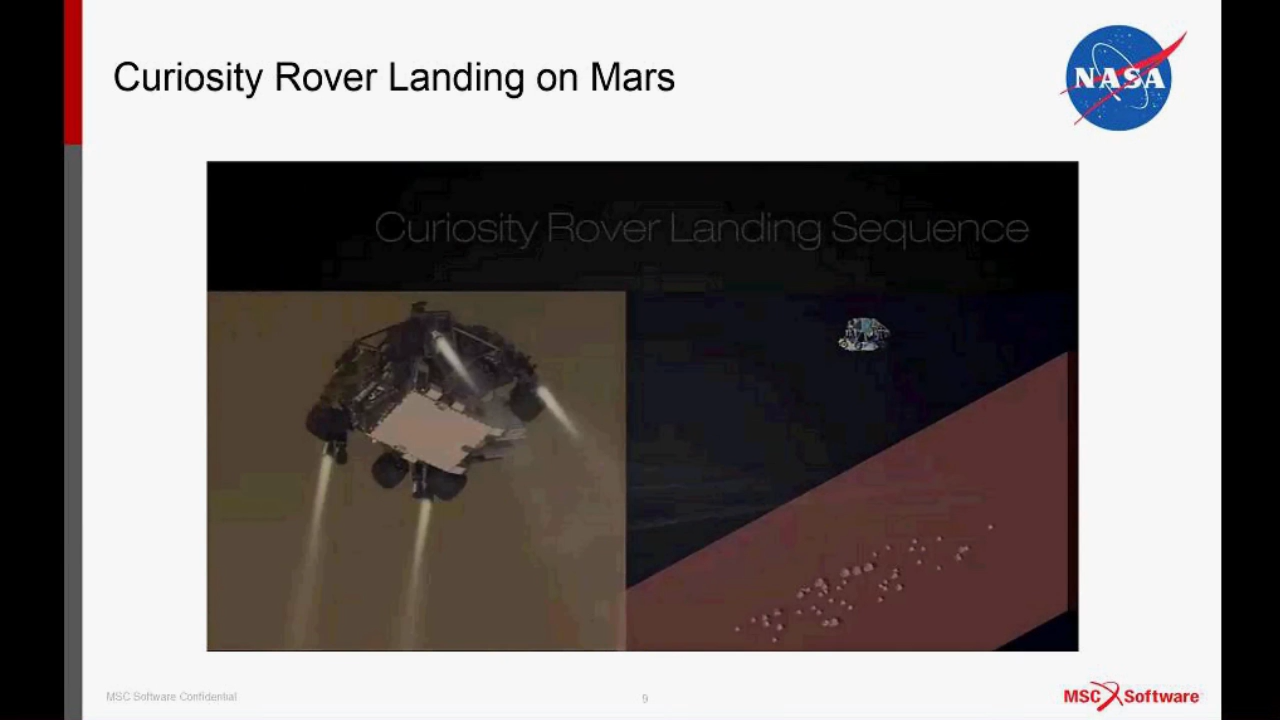 Curiosity Rover Landing on Mars
NASA
Curiosity Rover Landing Sequence
MSC Software Confidential
9
MSC Software